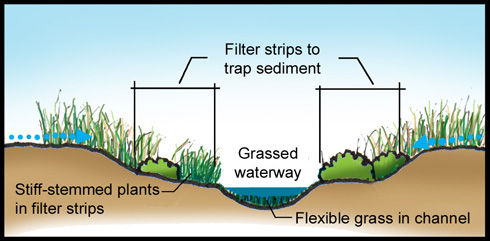 Filter strips to
trap sediment
Grassed
waterway
Stiff-stemmed plants
in filter strips
Flexible grass in channel